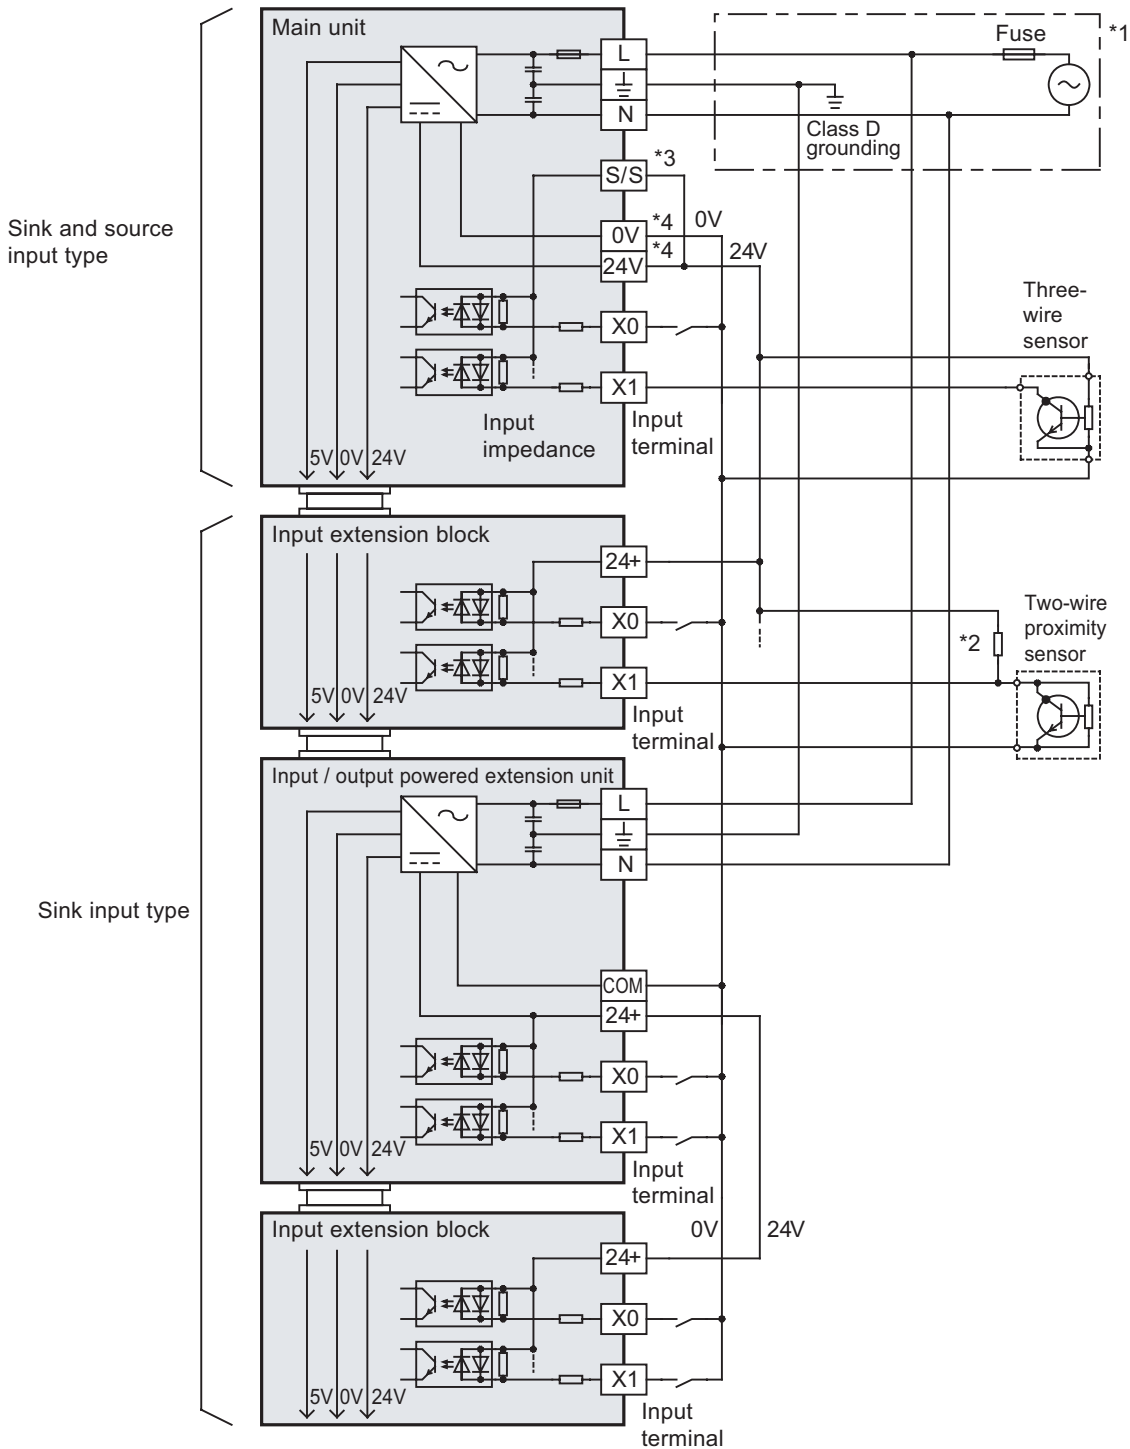 Main unit
L
N
S/S
*3
0V
*4
24V
*4
X0
X1
Input
impedance
Input
terminal
5V
0V
24V
Fuse
*1
Class D
grounding
0V
24V
Three-
wire
sensor
Sink and source
input type
Input extension block
24+
X0
X1
Input
terminal
5V
0V
24V
*2
Two-wire
proximity
sensor
Input / output powered extension unit
L
N
COM
24+
X0
X1
Input
terminal
5V
0V
24V
Sink input type
0V
24V
Input extension block
24+
X0
X1
Input
terminal
5V
0V
24V